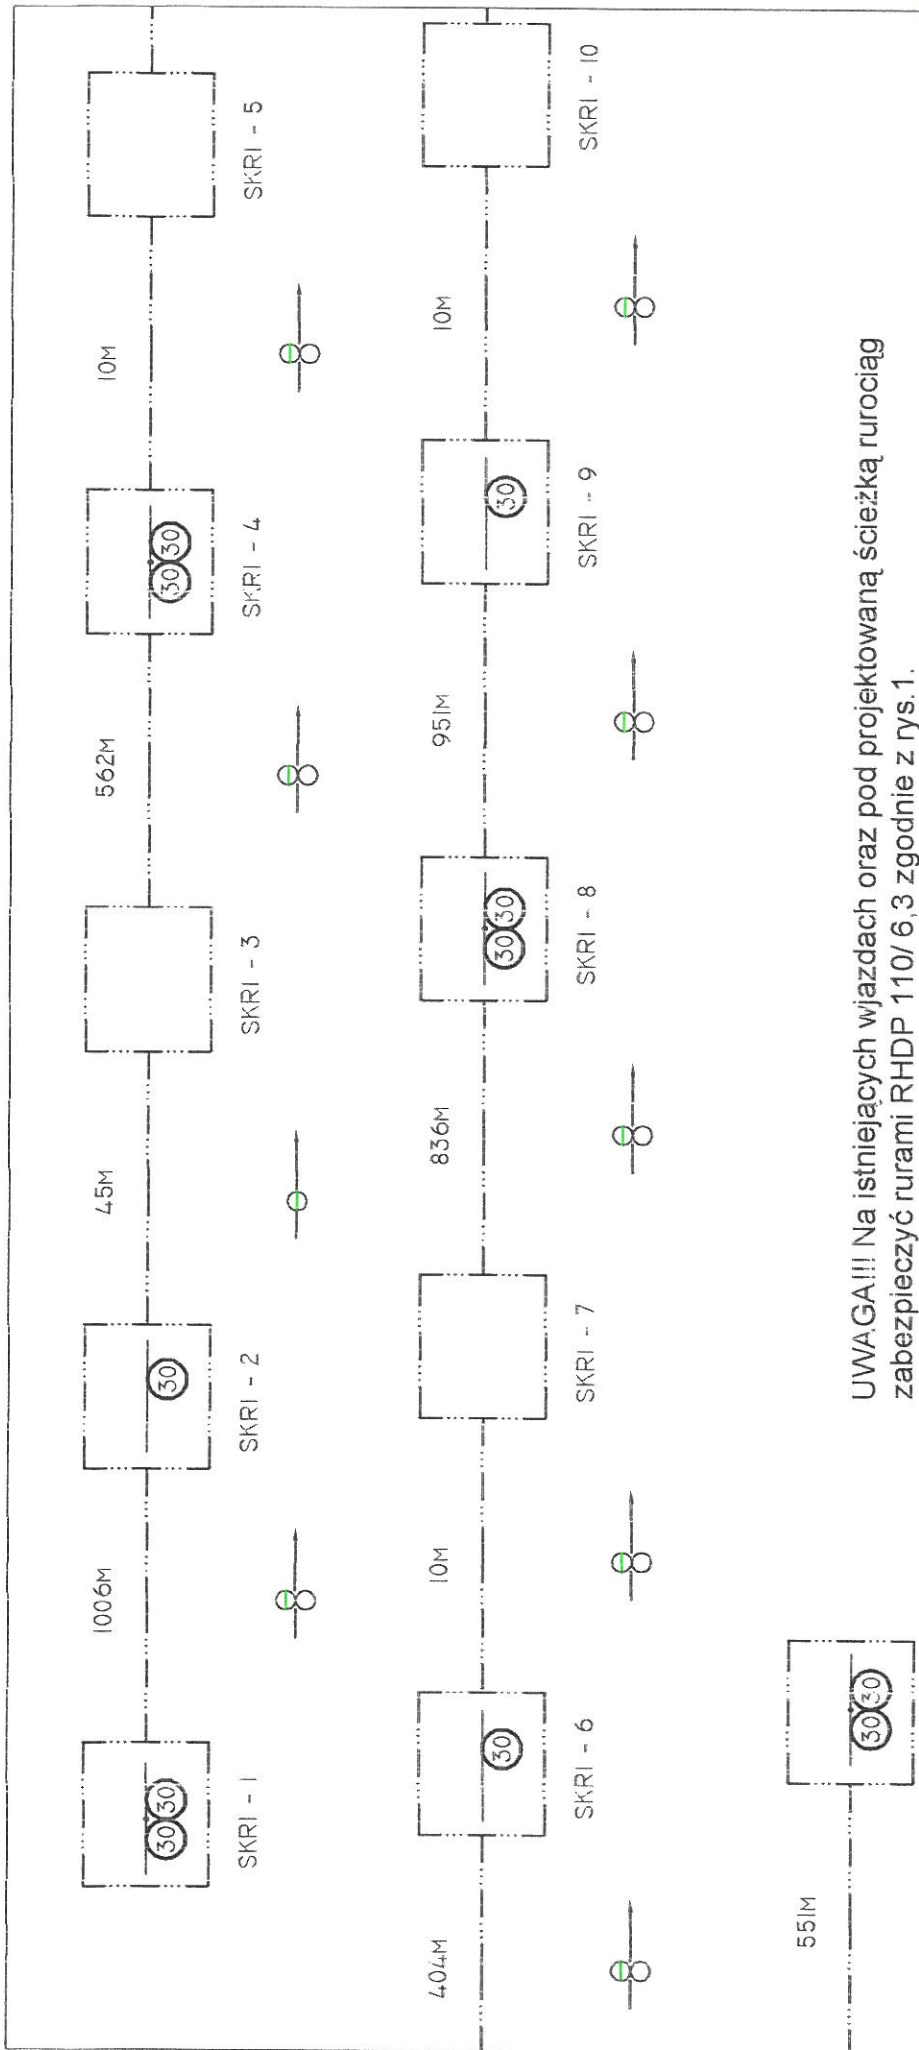 1006M
45M
562M
10M
30 30
30
30 30
SKRI - 1
SKRI - 2
SKRI - 3
SKRI - 4
SKRI - 5
404M
10M
836M
951M
10M
30
30 30
30
SKRI - 6
SKRI - 7
SKRI - 8
SKRI - 9
SKRI - 10
551M
30 30
UWAGA!!! Na istniejących wjazdach oraz pod projektowaną ścieżką rurociąg
zabezpieczyć rurami RHDP 110/ 6,3 zgodnie z rys.1.